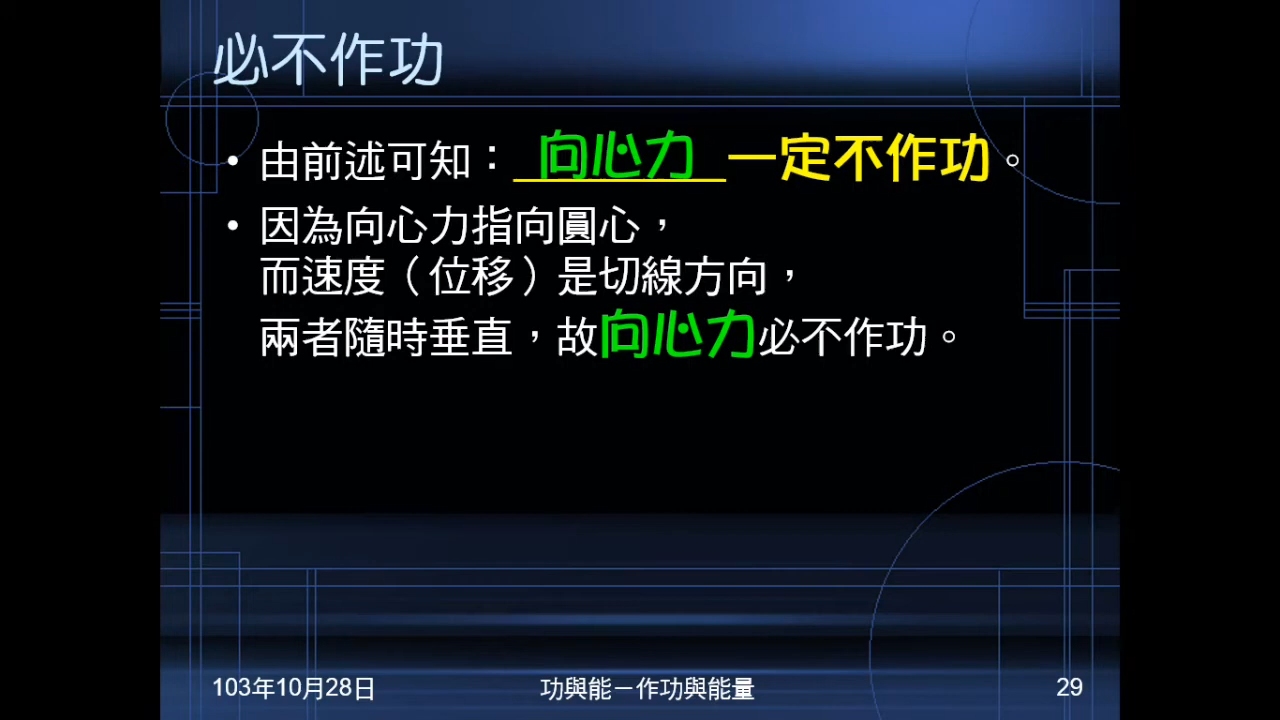 必不作功
• 由前述可知：向心力一定不作功。
• 因為向心力指向圓心，
而速度（位移）是切線方向，
兩者隨時垂直，故向心力必不作功。
103年10月28日
功與能－作功與能量
29